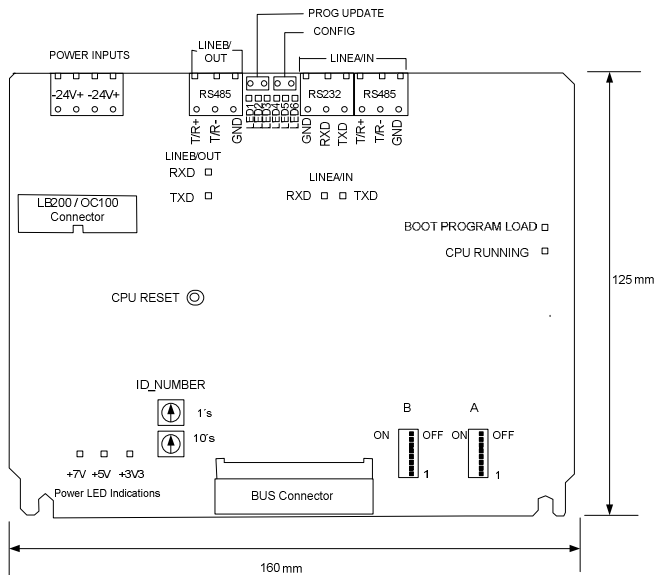 PROG UPDATE
CONFIG
POWER INPUTS
LINEB/
OUT
LINEA/IN
-24V+ -24V+
RS485
RS232
RS485
LED1
LED2
LED3
LED4
LED5
LED6
T/R+
T/R-
GND
GND
RXD
TXD
T/R+
T/R-
GND
LINEB/OUT
RXD
TXD
LINEA/IN
RXD
TXD
LB200 / OC100
Connector
BOOT PROGRAM LOAD
CPU RUNNING
125 mm
CPU RESET
ID_NUMBER
1´s
10´s
B
A
ON
OFF
ON
OFF
1
1
+7V +5V +3V3
Power LED Indications
BUS Connector
160 mm